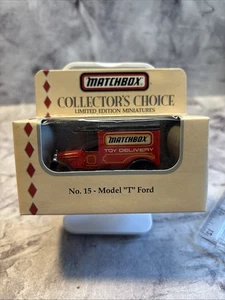 MATCHBOX
COLLECTOR'S CHOICE
LIMITED EDITION MINIATURES
MATCHBOX
TOY DELIVERY
No. 15 - Model "T" Ford